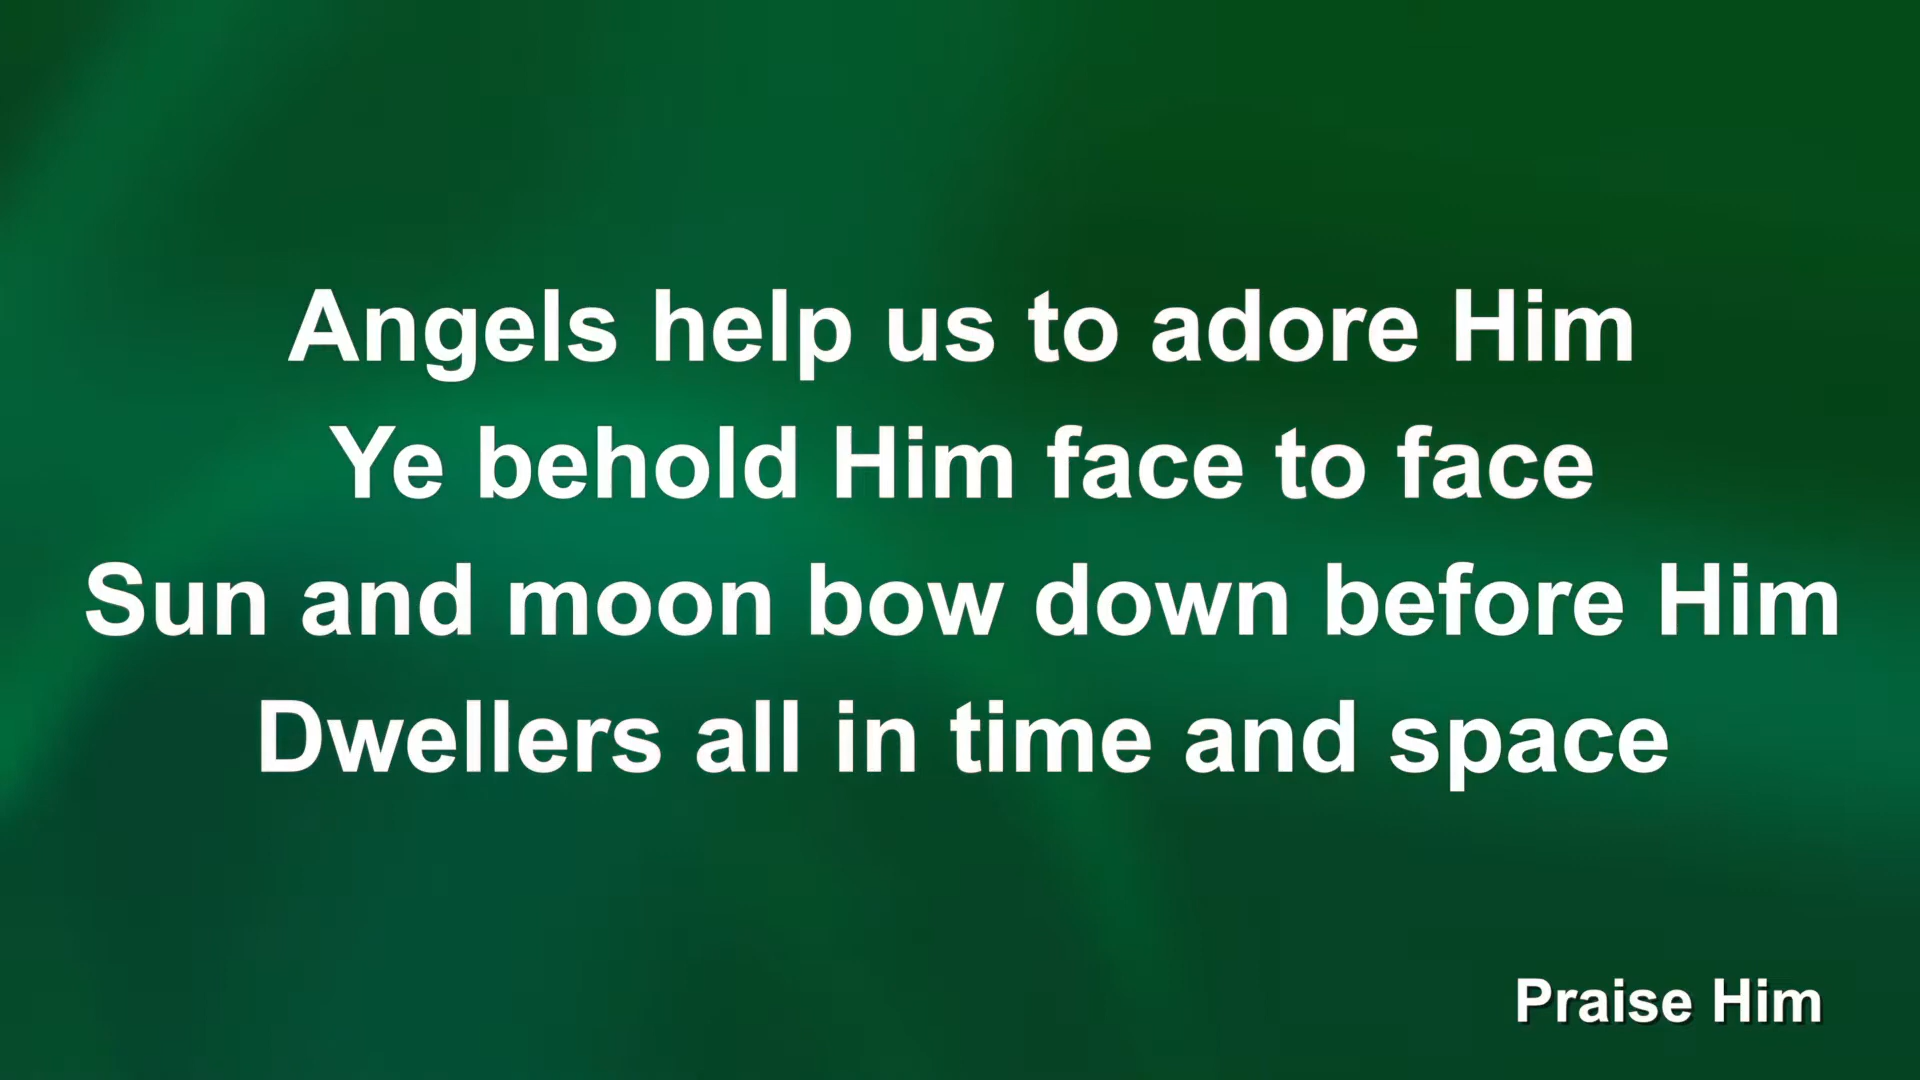 Angels help us to adore Him
Ye behold Him face to face
Sun and moon bow down before Him
Dwellers all in time and space
Praise Him